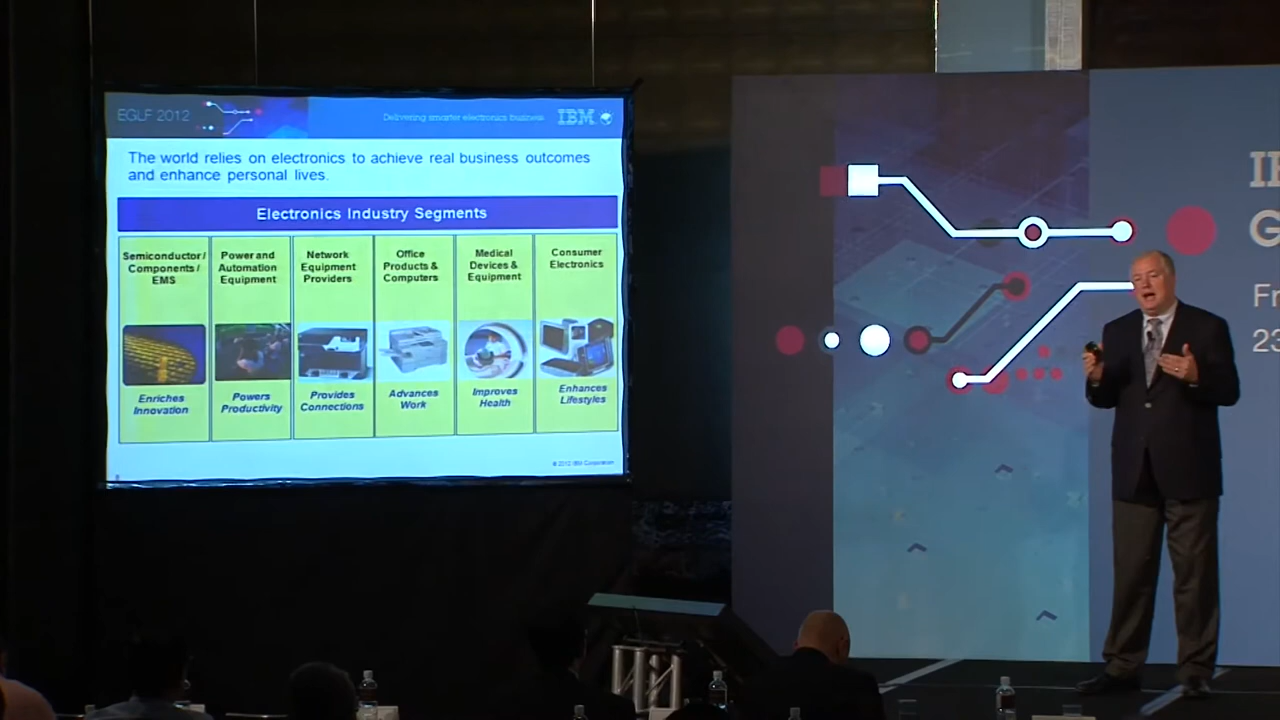 EGLF 2012
Delivering smarter electronics business
IBM
The world relies on electronics to achieve real business outcomes
and enhance personal lives.
Electronics Industry Segments
Semiconductor /
Components /
EMS
Power and
Automation
Equipment
Network
Equipment
Providers
Office
Products &
Computers
Medical
Devices &
Equipment
Consumer
Electronics
Enriches
Innovation
Powers
Productivity
Provides
Connections
Advances
Work
Improves
Health
Enhances
Lifestyles
© 2012 IBM Corporation
G
Fr
23